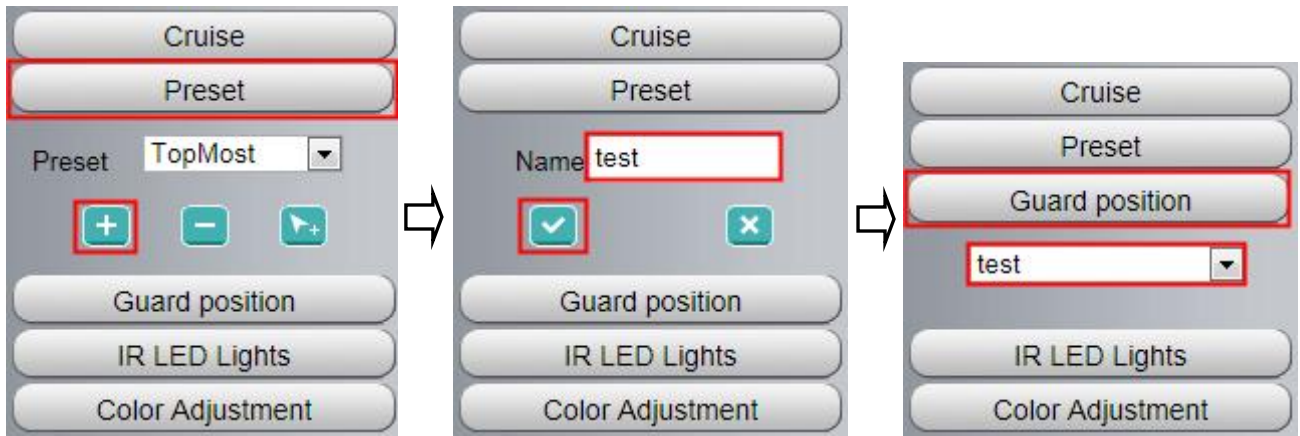 Cruise
Preset
Preset TopMost
Guard position
IR LED Lights
Color Adjustment
Cruise
Preset
Name test
Guard position
IR LED Lights
Color Adjustment
Cruise
Preset
Guard position
test
IR LED Lights
Color Adjustment